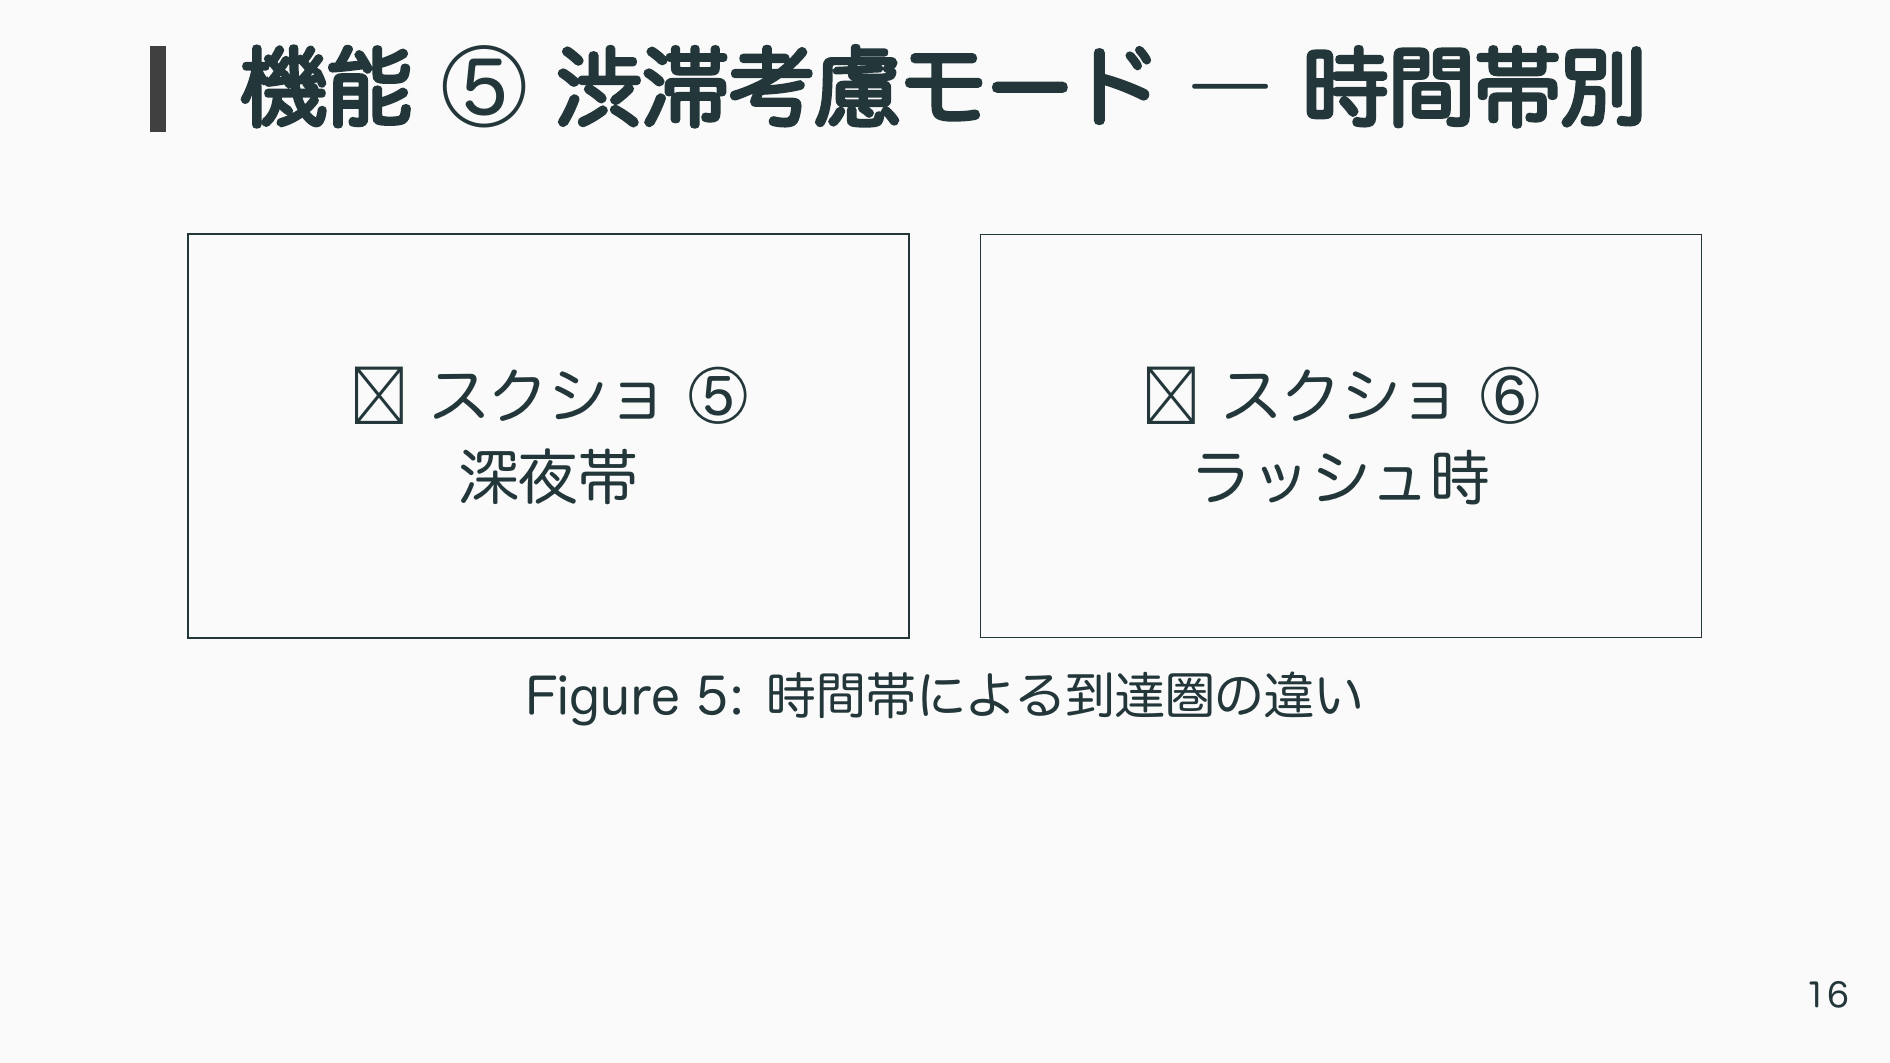 機能 ⑤ 渋滞考慮モード — 時間帯別
スクショ ⑤
深夜帯
スクショ ⑥
ラッシュ時
Figure 5: 時間帯による到達圏の違い
16